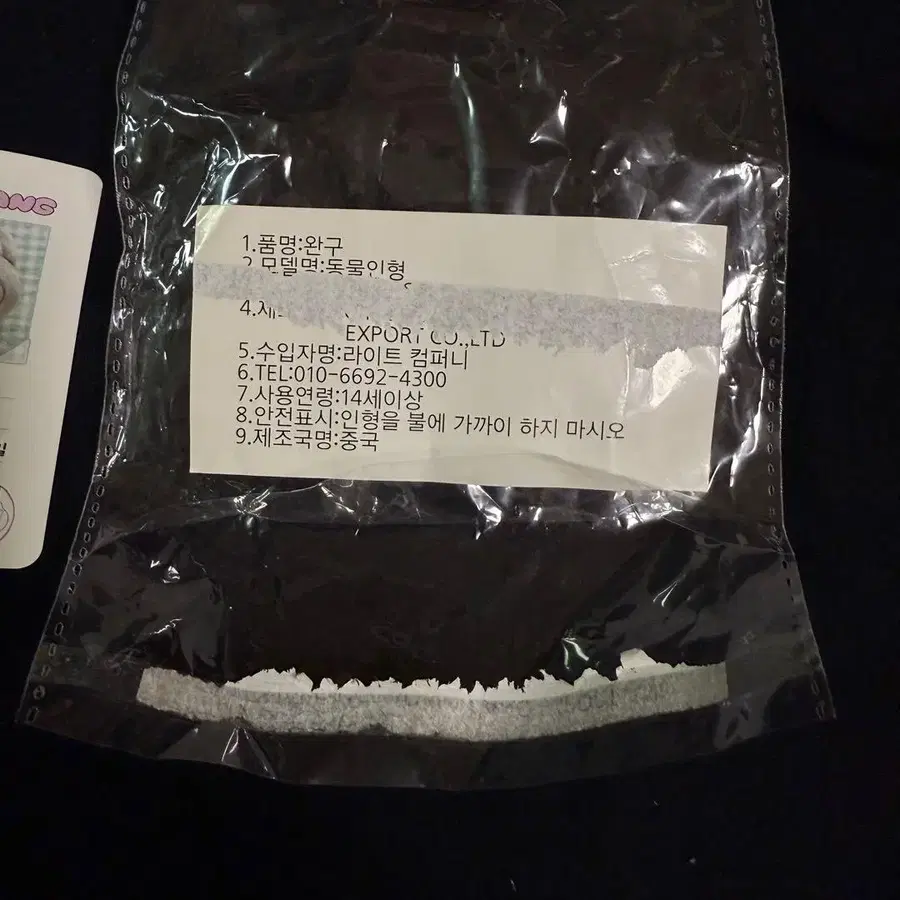 1.품명:완구
2.모델명:동물인형
4.제
EXPORT CO.,LTD
5.수입자명:라이트 컴퍼니
6.TEL:010-6692-4300
7.사용연령:14세이상
8.안전표시:인형을 불에 가까이 하지 마시오
9.제조국명:중국